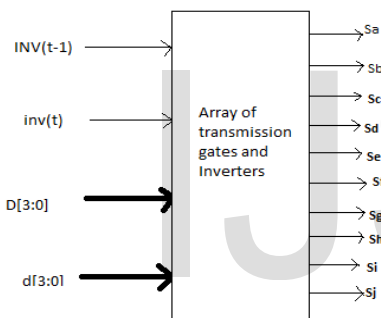 INV(t-1)
inv(t)
D[3:0]
d[3:0]
Array of
transmission
gates and
Inverters
Sa
Sb
Sc
Sd
Se
Sg
Sh
Si
Sj